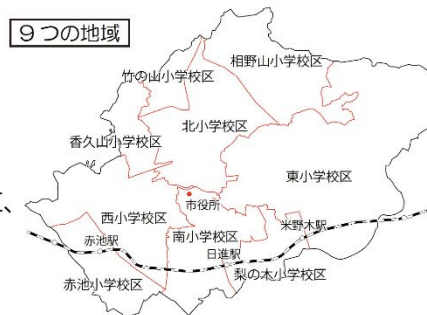 9つの地域
相野山小学校区
竹の山小学校区
北小学校区
香久山小学校区
東小学校区
市役所
西小学校区
米野木駅
赤池駅
南小学校区
日進駅
梨の木小学校区
赤池小学校区
、